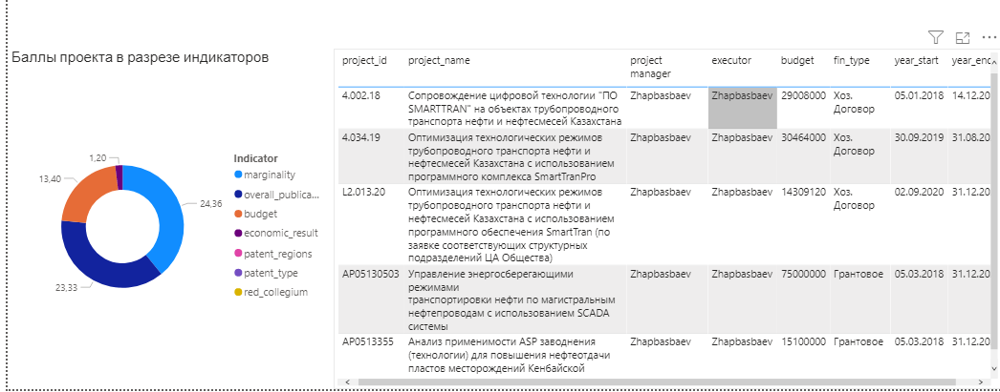 Баллы проекта в разрезе индикаторов
1,20
13,40
24,36
23,33
Indicator
marginality
overall_publica...
budget
economic_result
patent_regions
patent_type
red_collegium
project_id project_name project manager executor budget fin_type year_start year_end
4.002.18 Сопровождение цифровой технологии "ПО Zhapbasbaev Zhapbasbaev 29008000 Хоз. 05.01.2018 14.12.20
SMARTTRAN" на объектах трубопроводного Договор
транспорта нефти и нефтесмесей Казахстана
4.034.19 Оптимизация технологических режимов Zhapbasbaev Zhapbasbaev 30464000 Хоз. 30.09.2019 31.08.20
трубопроводного транспорта нефти и Договор
нефтесмесей Казахстана с использованием
программного комплекса SmartTranPro
L2.013.20 Оптимизация технологических режимов Zhapbasbaev Zhapbasbaev 14309120 Хоз. 02.09.2020 31.12.20
трубопроводного транспорта нефти и Договор
нефтесмесей Казахстана с использованием
программного обеспечения SmartTran (по
заявке соответствующих структурных
подразделений ЦА Общества)
AP05130503 Управление энергосберегающими Zhapbasbaev Zhapbasbaev 75000000 Грантовое 05.03.2018 31.12.20
режимами
транспортировки нефти по магистральным
нефтепроводам с использованием SCADA
системы
AP0513355 Анализ применимости ASP заводнения Zhapbasbaev Zhapbasbaev 15100000 Грантовое 05.03.2018 31.12.20
(технологии) для повышения нефтеотдачи
пластов месторождений Кенбайской